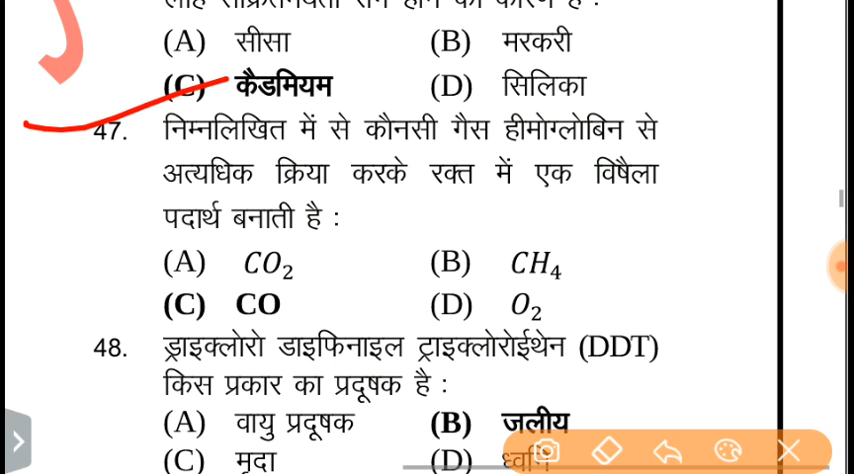 (A) सीसा (B) मरकरी
(C) कैडमियम (D) सिलिका
47. निम्नलिखित में से कौनसी गैस हीमोग्लोबिन से
अत्यधिक क्रिया करके रक्त में एक विषैला
पदार्थ बनाती है :
(A) CO₂ (B) CH₄
(C) CO (D) O₂
48. ड्राइक्लोरो डाइफिनाइल ट्राइक्लोरोईथेन (DDT)
किस प्रकार का प्रदूषक है :
(A) वायु प्रदूषक (B) जलीय
(C) मृदा (D) ध्वनि